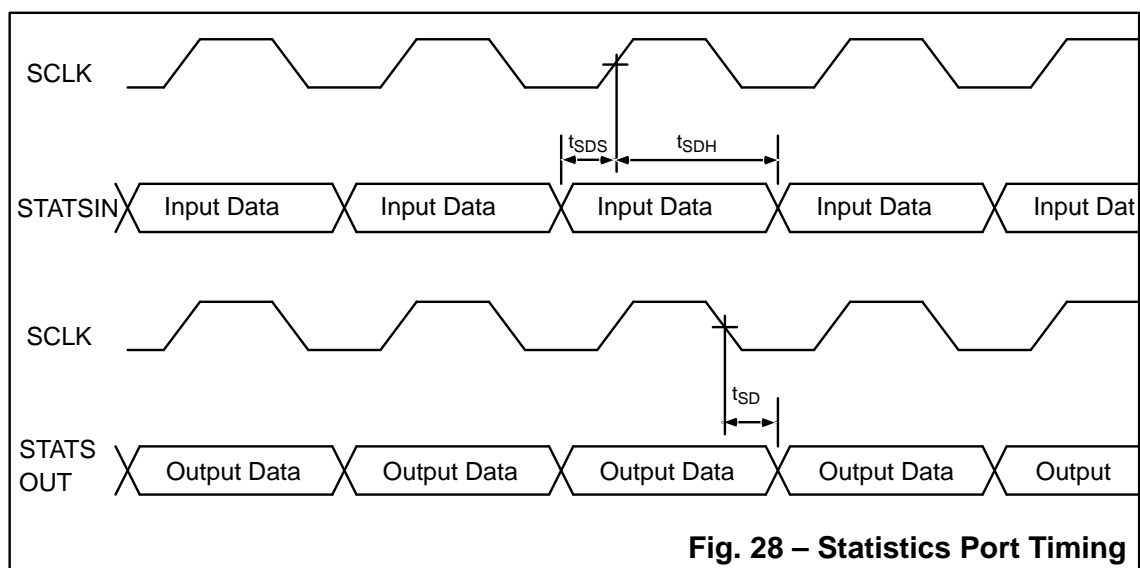 SCLK
tSDS tSDH
STATSIN Input Data Input Data Input Data Input Data Input Dat
SCLK
tSD
STATS
OUT Output Data Output Data Output Data Output Data Output
Fig. 28 – Statistics Port Timing